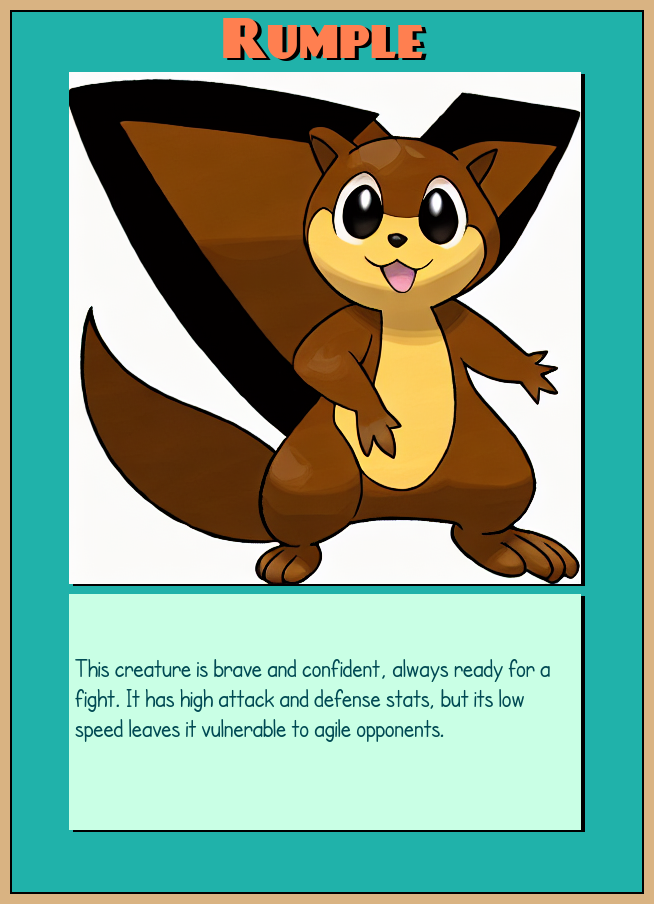 Rumple
This creature is brave and confident, always ready for a
fight. It has high attack and defense stats, but its low
speed leaves it vulnerable to agile opponents.